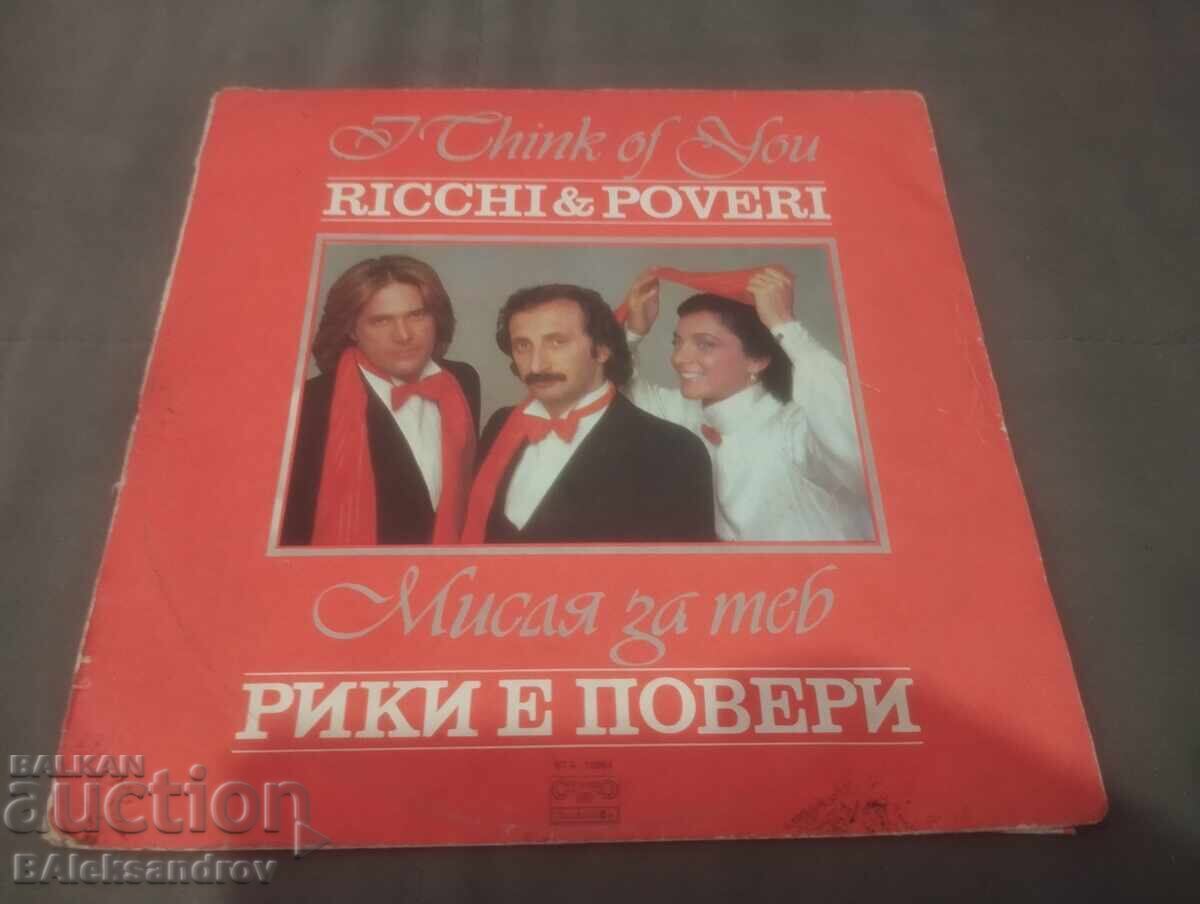 I Think of You
RICCHI & POVERI
Мисля за теб
РИКИ Е ПОВЕРИ
BALKAN
auction
BAleksandrov